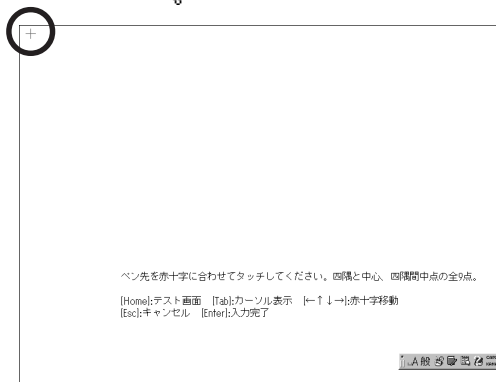 ペン先を赤十字に合わせてタッチしてください。四隅と中心、四隅間中点の全9点。
[Home]:テスト画面 [Tab]:カーソル表示 [←↑↓→]:赤十字移動
[Esc]:キャンセル [Enter]:入力完了
A般